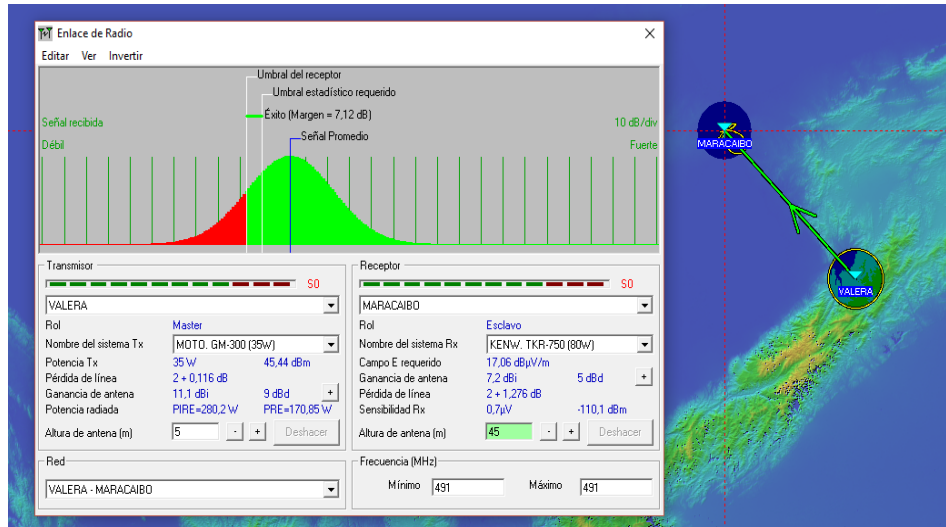 Enlace de Radio
Editar Ver Invertir
Umbral del receptor
Umbral estadístico requerido
Éxito (Margen = 7,12 dB)
Señal recibida
10 dB/div
Señal Promedio
Débil
Fuerte
Transmisor
S0
VALERA
Rol Master
Nombre del sistema Tx MOTO. GM-300 (35W)
Potencia Tx 35 W 45,44 dBm
Pérdida de línea 2 + 0,116 dB
Ganancia de antena 11,1 dBi 9 dBd +
Potencia radiada PIRE=280,2 W PRE=170,85 W
Altura de antena (m) 5 - + Deshacer
Receptor
S0
MARACAIBO
Rol Esclavo
Nombre del sistema Rx KENW. TKR-750 (80W)
Campo E requerido 17,06 dBµV/m
Ganancia de antena 7,2 dBi 5 dBd +
Pérdida de línea 2 + 1,276 dB
Sensibilidad Rx 0,7µV -110,1 dBm
Altura de antena (m) 45 - + Deshacer
Red
VALERA - MARACAIBO
Frecuencia (MHz)
Mínimo 491 Máximo 491
MARACAIBO
VALERA